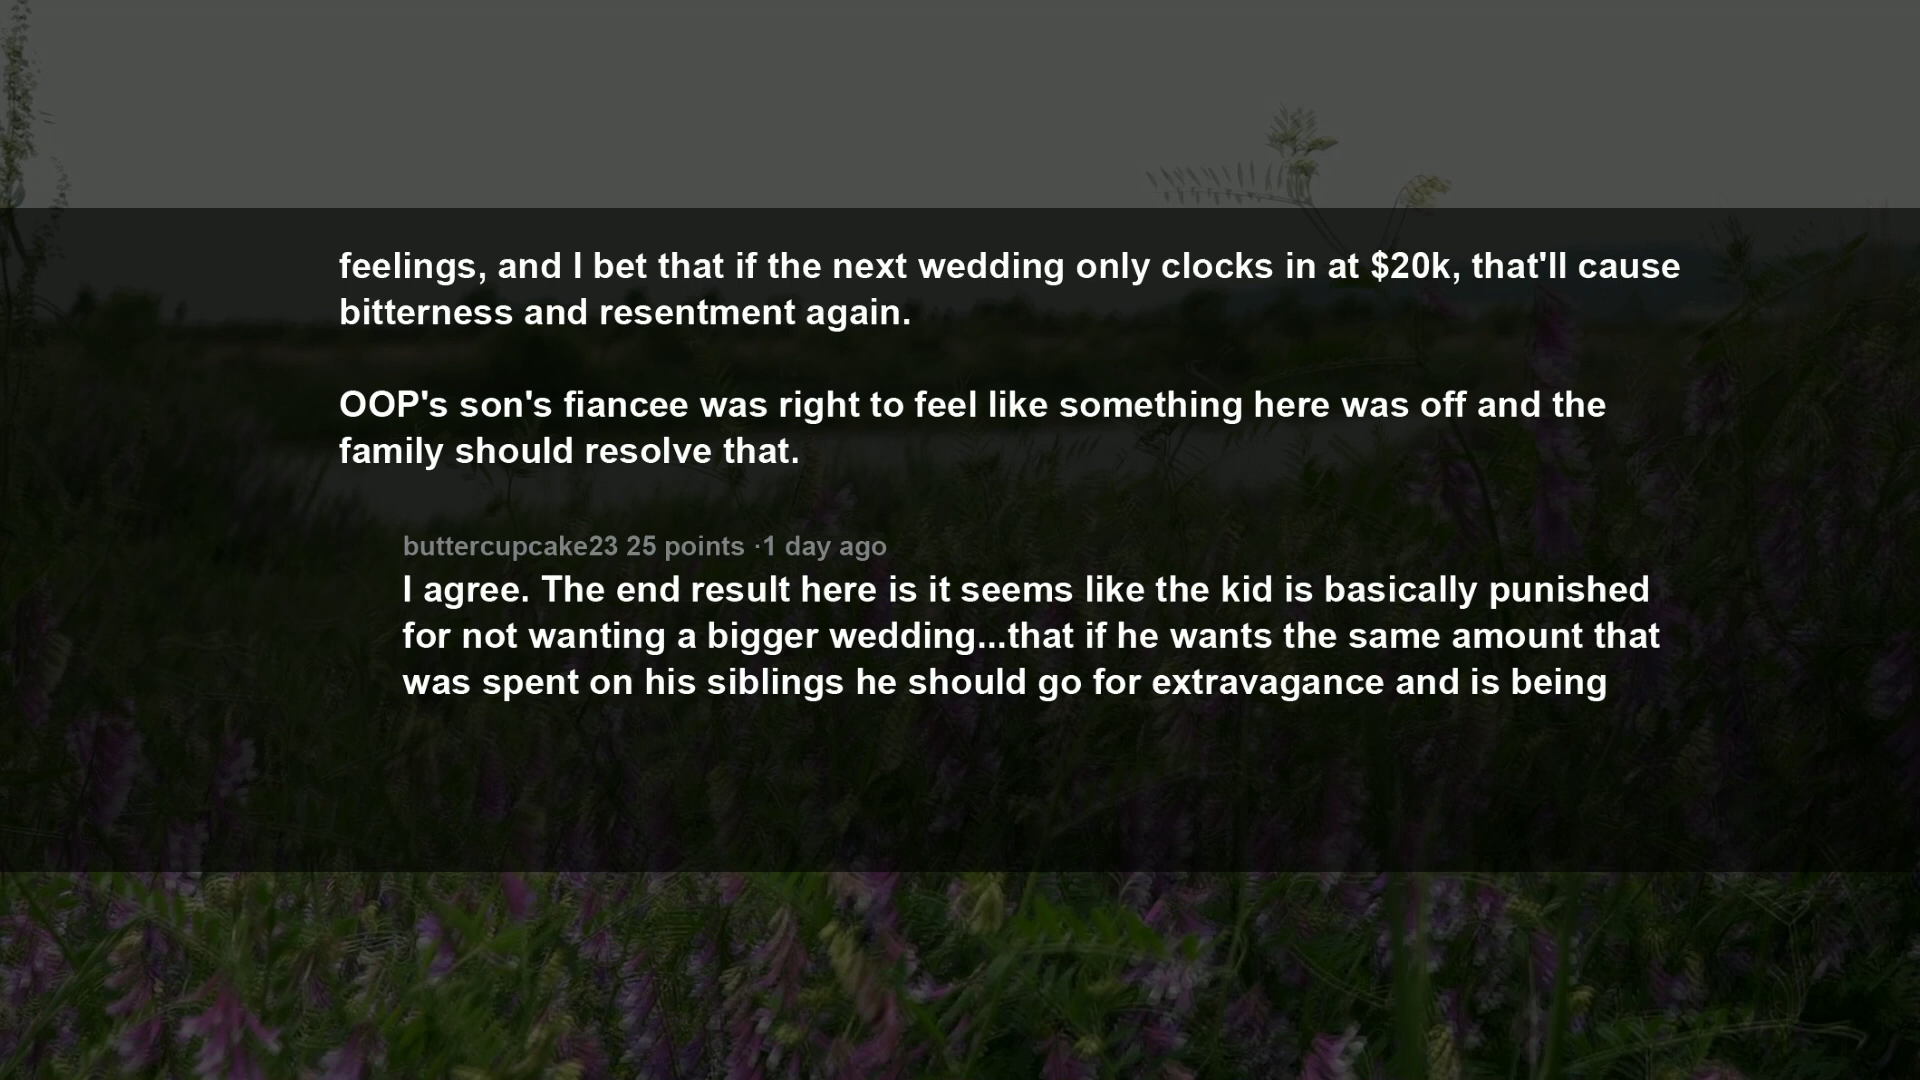 feelings, and I bet that if the next wedding only clocks in at $20k, that'll cause
bitterness and resentment again.
OOP's son's fiancee was right to feel like something here was off and the
family should resolve that.
buttercupcake23 25 points ·1 day ago
I agree. The end result here is it seems like the kid is basically punished
for not wanting a bigger wedding...that if he wants the same amount that
was spent on his siblings he should go for extravagance and is being